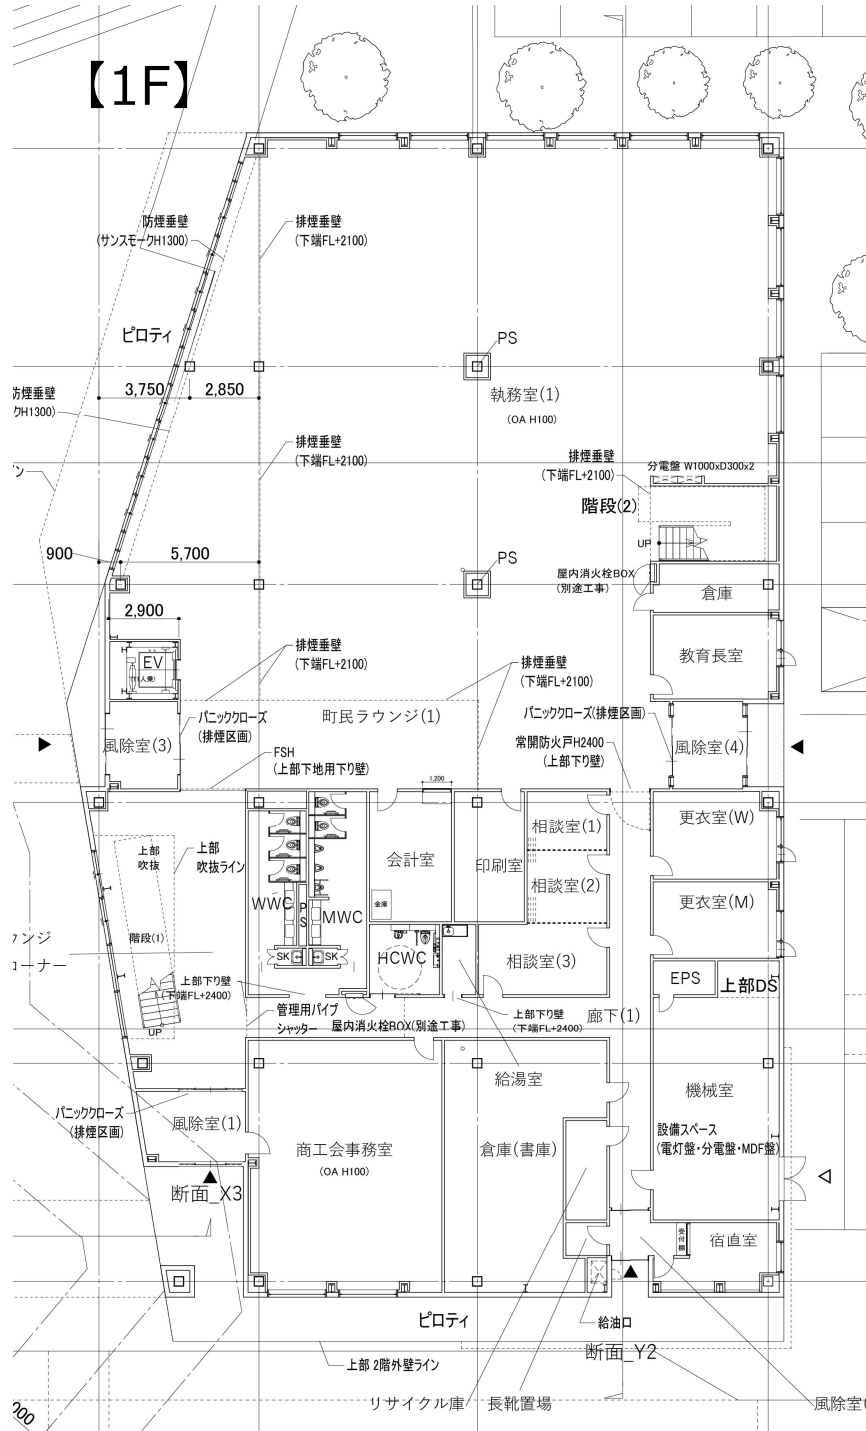 【1F】
防煙垂壁
(サンスモークH1300)
排煙垂壁
(下端FL+2100)
ピロティ
PS
3,750
2,850
執務室(1)
(OA H100)
防煙垂壁
クH1300)
排煙垂壁
(下端FL+2100)
排煙垂壁
(下端FL+2100)
分電盤 W1000xD300x2
ン
階段(2)
UP
900
5,700
PS
屋内消火栓BOX
(別途工事)
倉庫
2,900
EV
(11人乗)
排煙垂壁
(下端FL+2100)
排煙垂壁
(下端FL+2100)
教育長室
パニッククローズ
(排煙区画)
町民ラウンジ(1)
パニッククローズ(排煙区画)
風除室(3)
FSH
(上部下地用下り壁)
常開防火戸H2400
(上部下り壁)
風除室(4)
1,200
上部
吹抜
上部
吹抜ライン
会計室
印刷室
相談室(1)
更衣室(W)
相談室(2)
金庫
WWC
PS
MWC
更衣室(M)
ンジ
コーナー
階段(1)
SK
SK
HCWC
相談室(3)
上部下り壁
(下端FL+2400)
EPS
上部DS
UP
管理用パイプ
シャッター
屋内消火栓BOX(別途工事)
上部下り壁
(下端FL+2400)
廊下(1)
給湯室
機械室
パニッククローズ
(排煙区画)
風除室(1)
商工会事務室
(OA H100)
倉庫(書庫)
設備スペース
(電灯盤・分電盤・MDF盤)
断面_X3
受付棚
宿直室
ピロティ
給油口
断面_Y2
上部 2階外壁ライン
リサイクル庫
長靴置場
風除室(
000